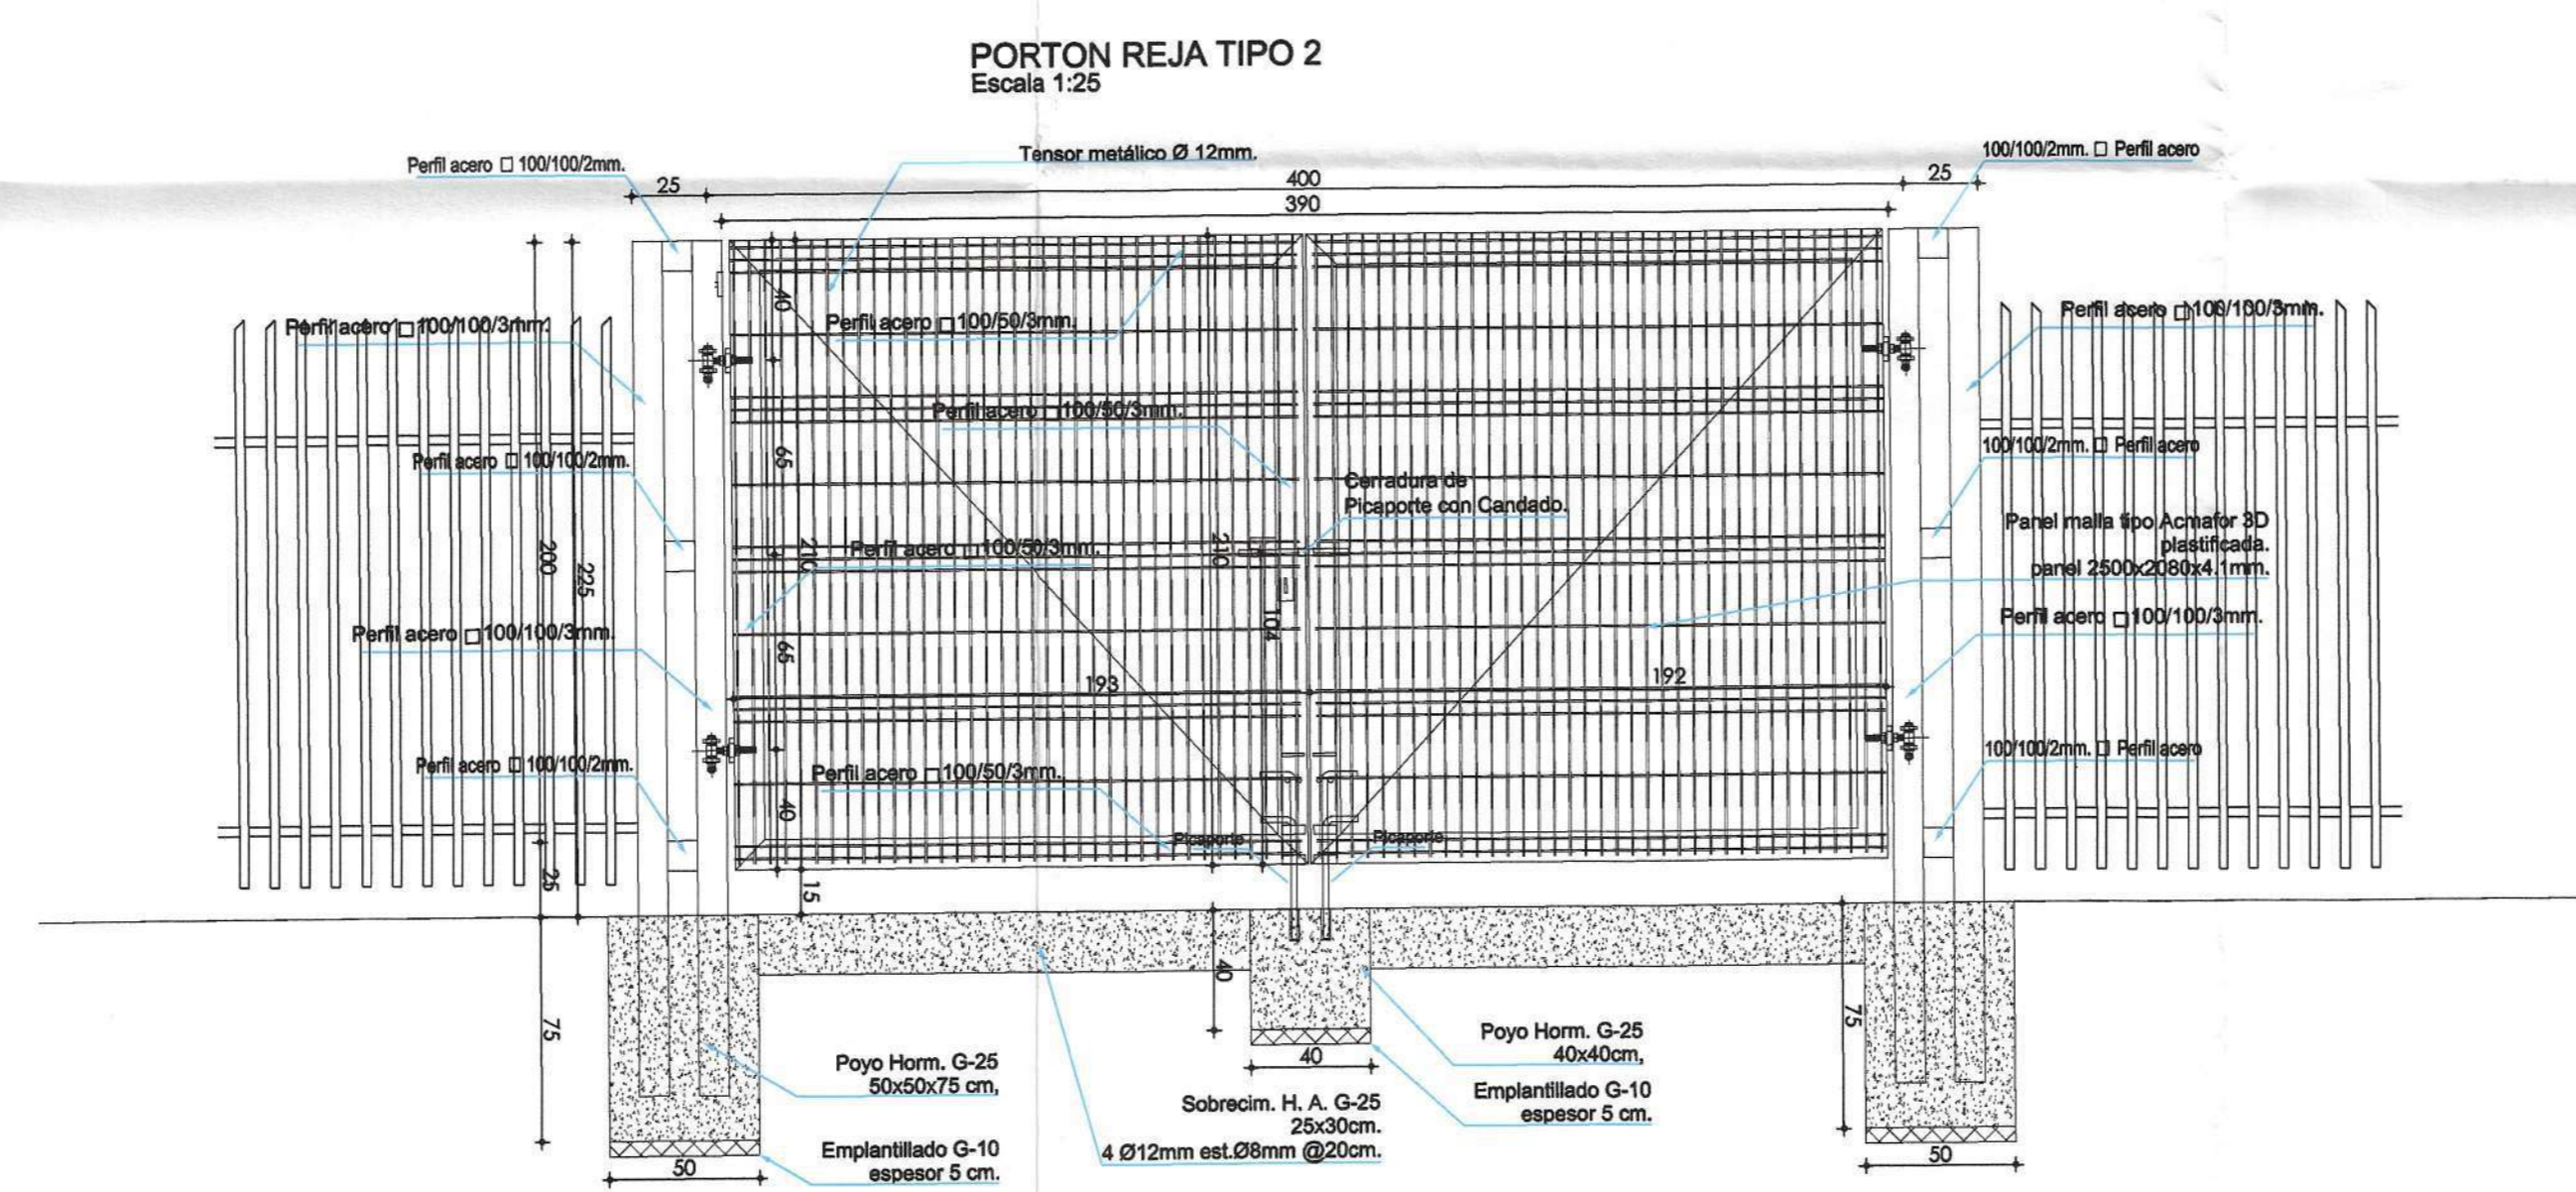 PORTON REJA TIPO 2
Escala 1:25
Perfil acero □ 100/100/2mm.
Tensor metálico Ø 12mm.
100/100/2mm. □ Perfil acero
25
400
25
390
Perfil acero □ 100/100/3mm.
40
Perfil acero □ 100/50/3mm.
Perfil acero □ 100/100/3mm.
Perfil acero □ 100/50/3mm.
Perfil acero □ 100/100/2mm.
65
100/100/2mm. □ Perfil acero
Cerradura de
Picaporte con Candado.
Panel malla tipo Acmafor 3D
plastificada.
panel 2500x2080x4.1mm.
200
225
210
Perfil acero □ 100/50/3mm.
210
104
Perfil acero □ 100/100/3mm.
65
Perfil acero □ 100/100/3mm.
193
192
Perfil acero □ 100/100/2mm.
Perfil acero □ 100/50/3mm.
100/100/2mm. □ Perfil acero
40
Picaporte
Picaporte
25
15
40
75
75
Poyo Horm. G-25
50x50x75 cm,
Poyo Horm. G-25
40x40cm,
40
Sobrecim. H. A. G-25
25x30cm.
4 Ø12mm est.Ø8mm @20cm.
Emplantillado G-10
espesor 5 cm.
Emplantillado G-10
espesor 5 cm.
50
50